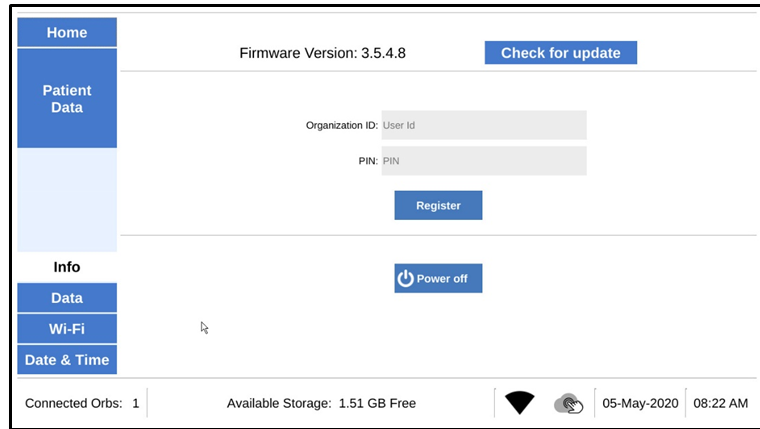 Home
Patient
Data
Info
Data
Wi-Fi
Date & Time
Firmware Version: 3.5.4.8
Check for update
Organization ID: User Id
PIN: PIN
Register
Power off
Connected Orbs: 1
Available Storage: 1.51 GB Free
05-May-2020
08:22 AM